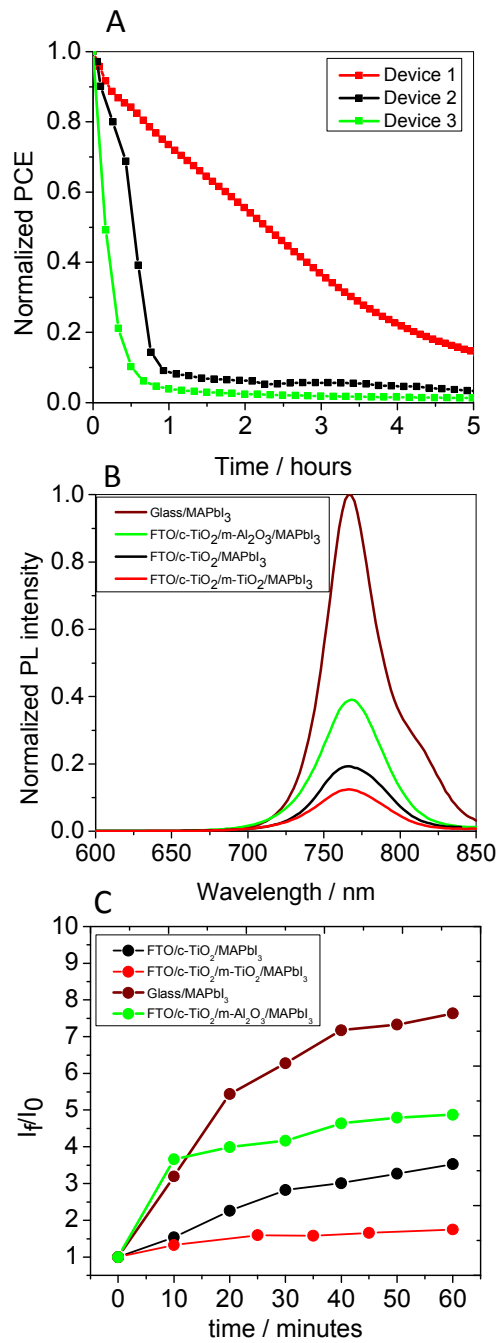 A
Normalized PCE
1.0
0.8
0.6
0.4
0.2
0.0
Device 1
Device 2
Device 3
0 1 2 3 4 5
Time / hours
B
Normalized PL intensity
1.0
0.8
0.6
0.4
0.2
0.0
Glass/MAPbI₃
FTO/c-TiO₂/m-Al₂O₃/MAPbI₃
FTO/c-TiO₂/MAPbI₃
FTO/c-TiO₂/m-TiO₂/MAPbI₃
600 650 700 750 800 850
Wavelength / nm
C
I_f/I_0
10
9
8
7
6
5
4
3
2
1
FTO/c-TiO₂/MAPbI₃
FTO/c-TiO₂/m-TiO₂/MAPbI₃
Glass/MAPbI₃
FTO/c-TiO₂/m-Al₂O₃/MAPbI₃
0 10 20 30 40 50 60
time / minutes